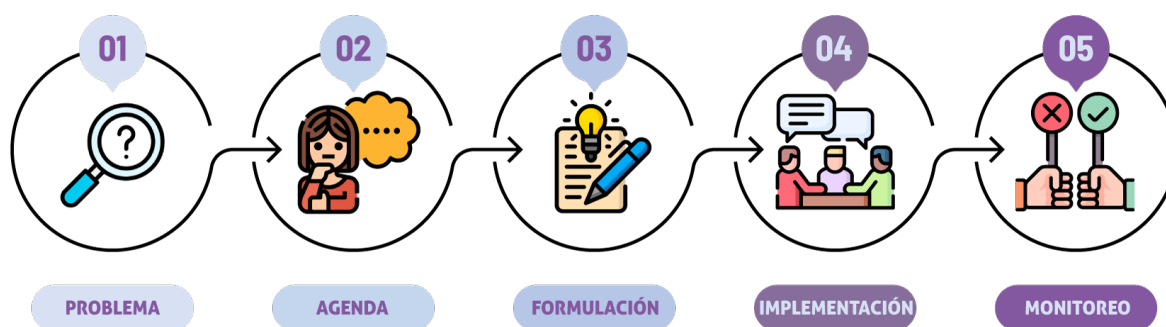 01
02
03
04
05
?
PROBLEMA
AGENDA
FORMULACIÓN
IMPLEMENTACIÓN
MONITOREO